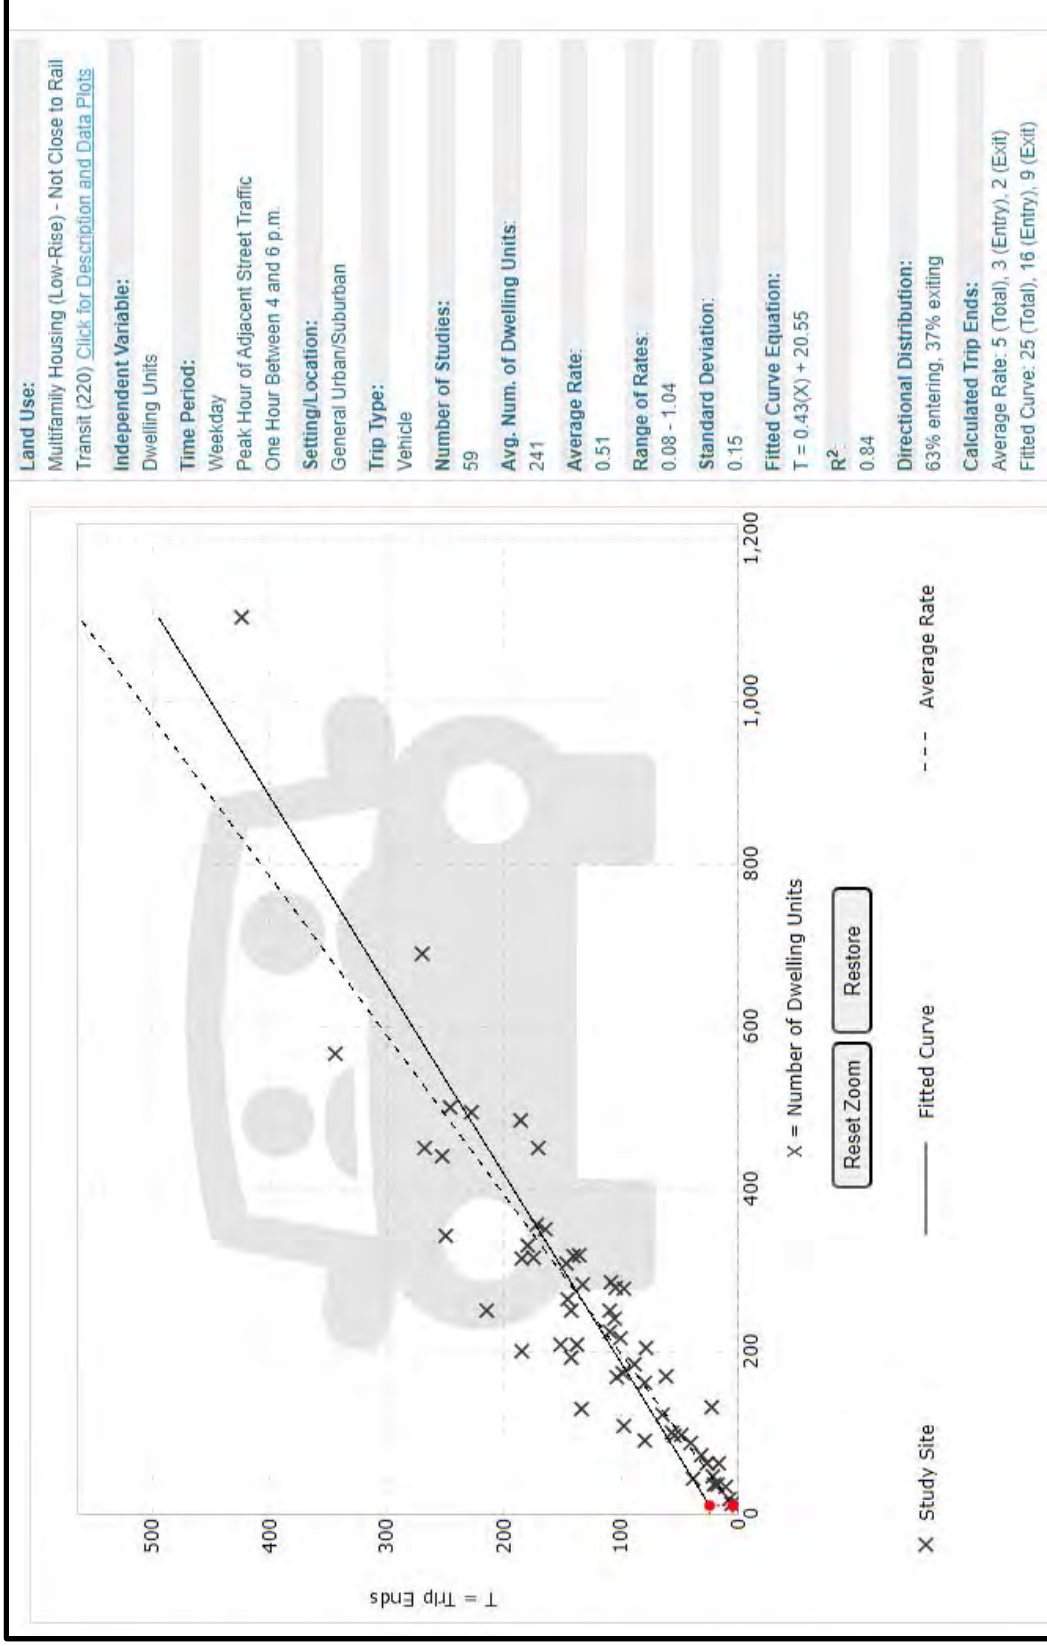 T = Trip Ends
500
400
300
200
100
0
0
200
400
600
800
1,000
1,200
X = Number of Dwelling Units
Reset Zoom
Restore
Study Site
Fitted Curve
Average Rate
Land Use:
Multifamily Housing (Low-Rise) - Not Close to Rail
Transit (220) Click for Description and Data Plots
Independent Variable:
Dwelling Units
Time Period:
Weekday
Peak Hour of Adjacent Street Traffic
One Hour Between 4 and 6 p.m.
Setting/Location:
General Urban/Suburban
Trip Type:
Vehicle
Number of Studies:
59
Avg. Num. of Dwelling Units:
241
Average Rate:
0.51
Range of Rates:
0.08 - 1.04
Standard Deviation:
0.15
Fitted Curve Equation:
T = 0.43(X) + 20.55
R²:
0.84
Directional Distribution:
63% entering, 37% exiting
Calculated Trip Ends:
Average Rate: 5 (Total), 3 (Entry), 2 (Exit)
Fitted Curve: 25 (Total), 16 (Entry), 9 (Exit)